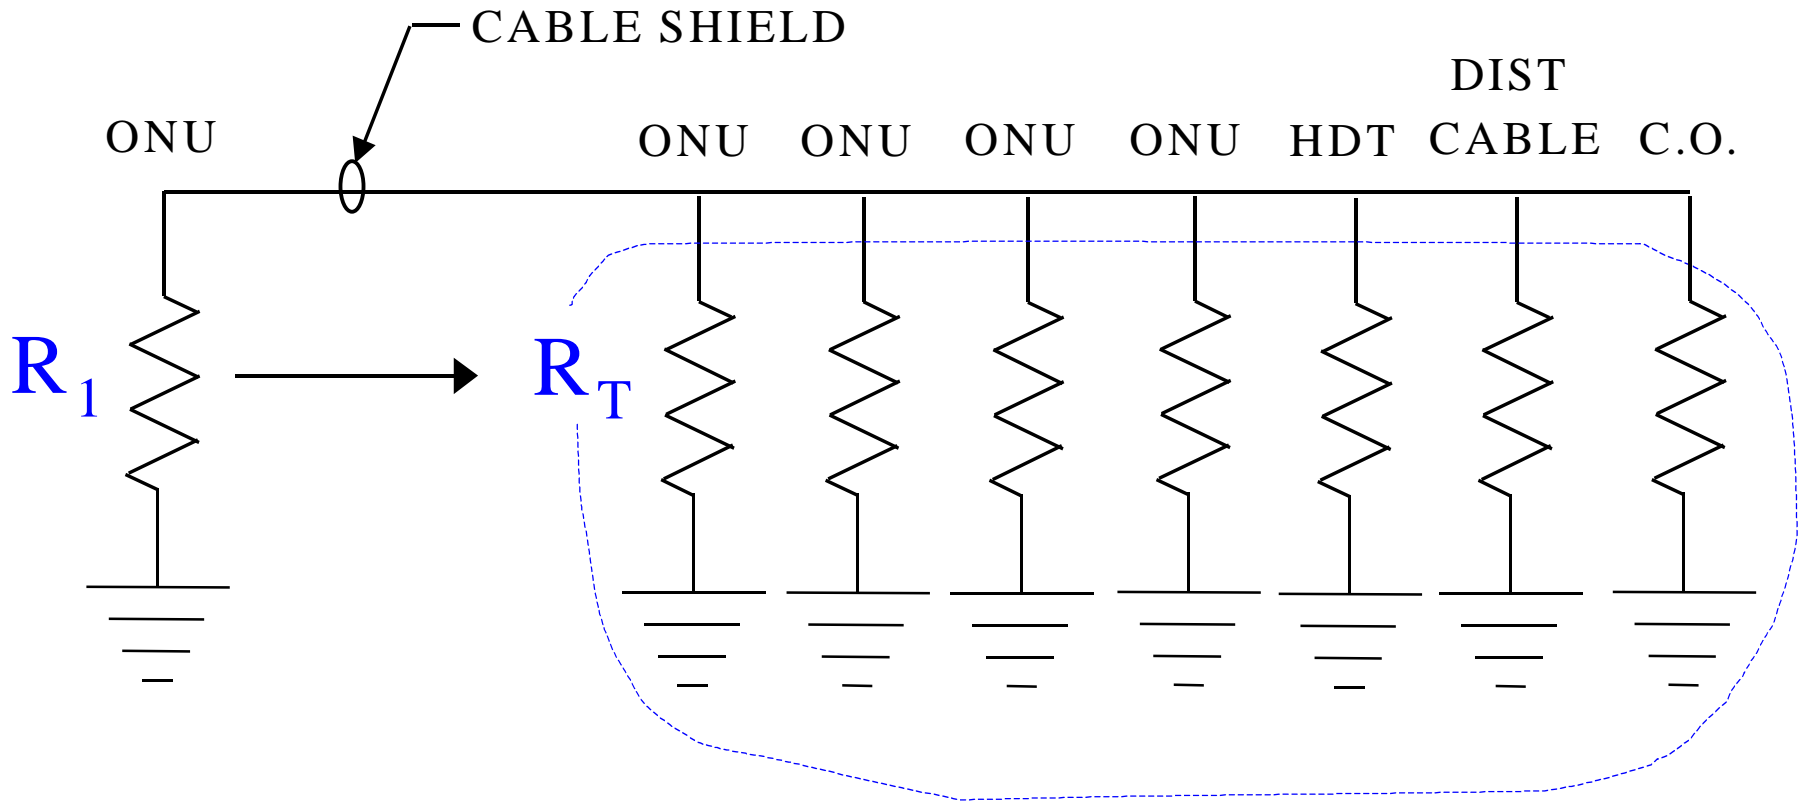 CABLE SHIELD
DIST
ONU ONU ONU ONU ONU HDT CABLE C.O.
R1 RT